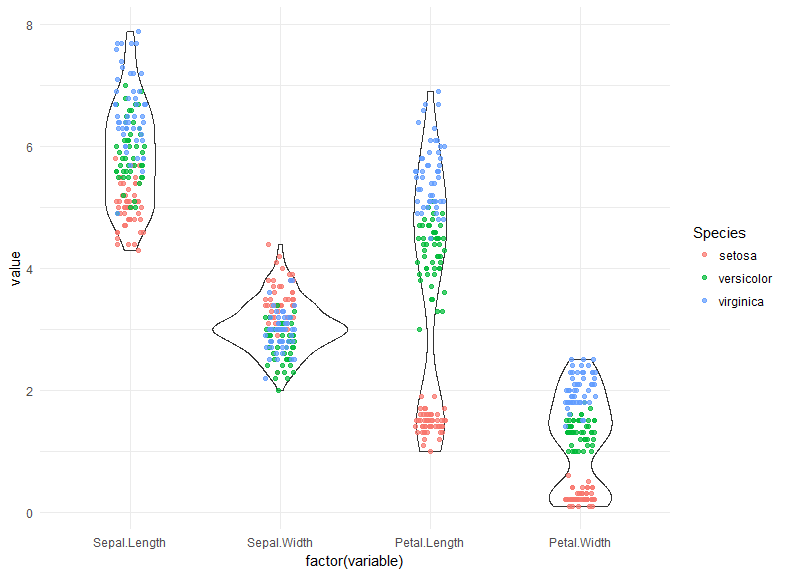 value
8
6
4
2
0
Sepal.Length
Sepal.Width
Petal.Length
Petal.Width
factor(variable)
Species
setosa
versicolor
virginica